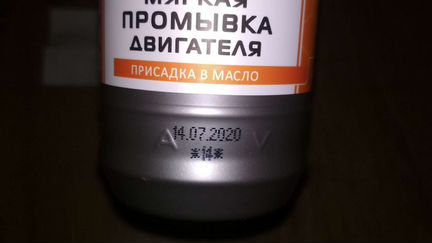 МЯГКАЯ
ПРОМЫВКА
ДВИГАТЕЛЯ
ПРИСАДКА В МАСЛО
14.07.2020
*14*